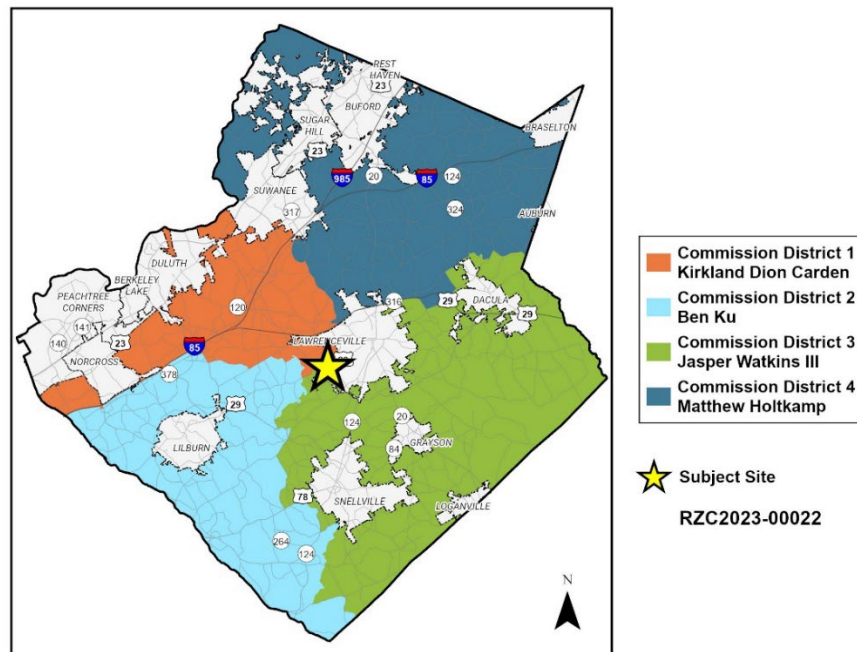 REST
HAVEN
23
BUFORD
SUGAR
HILL
BRASELTON
23
985
20
85
124
SUWANEE
317
324
AUBURN
DULUTH
BERKELEY
LAKE
PEACHTREE
CORNERS
120
316
29
DACULA
29
141
140
23
NORCROSS
85
LAWRENCEVILLE
378
29
LILBURN
124
20
GRAYSON
84
78
SNELLVILLE
LOGANVILLE
264
124
N
Commission District 1
Kirkland Dion Carden
Commission District 2
Ben Ku
Commission District 3
Jasper Watkins III
Commission District 4
Matthew Holtkamp
Subject Site
RZC2023-00022